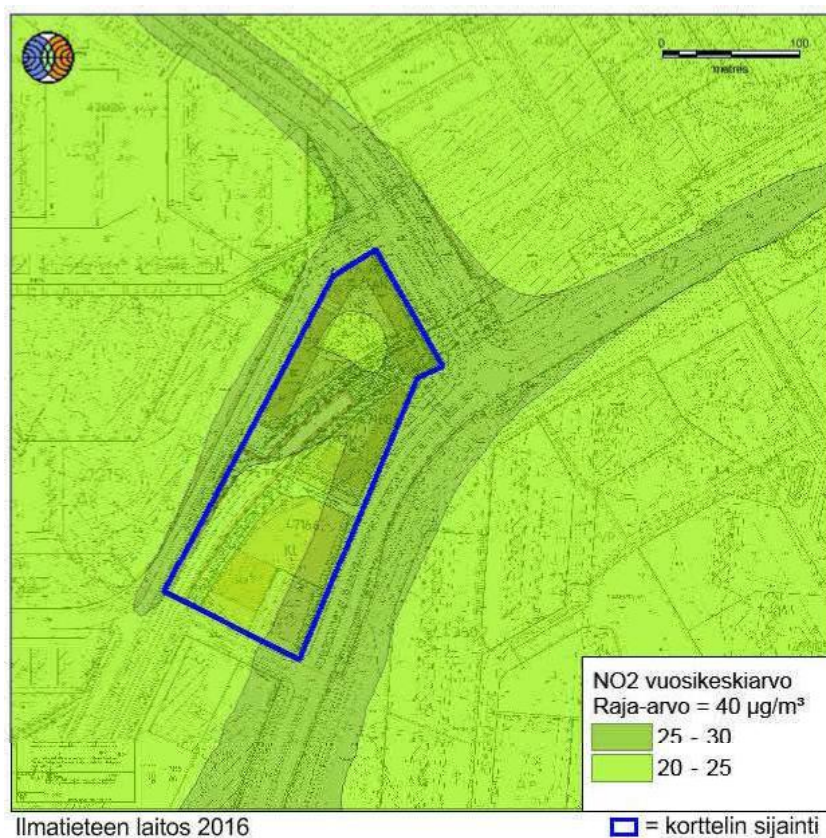 0 100
metres
KL
NO2 vuosikeskiarvo
Raja-arvo = 40 µg/m³
25 - 30
20 - 25
Ilmatieteen laitos 2016
= korttelin sijainti